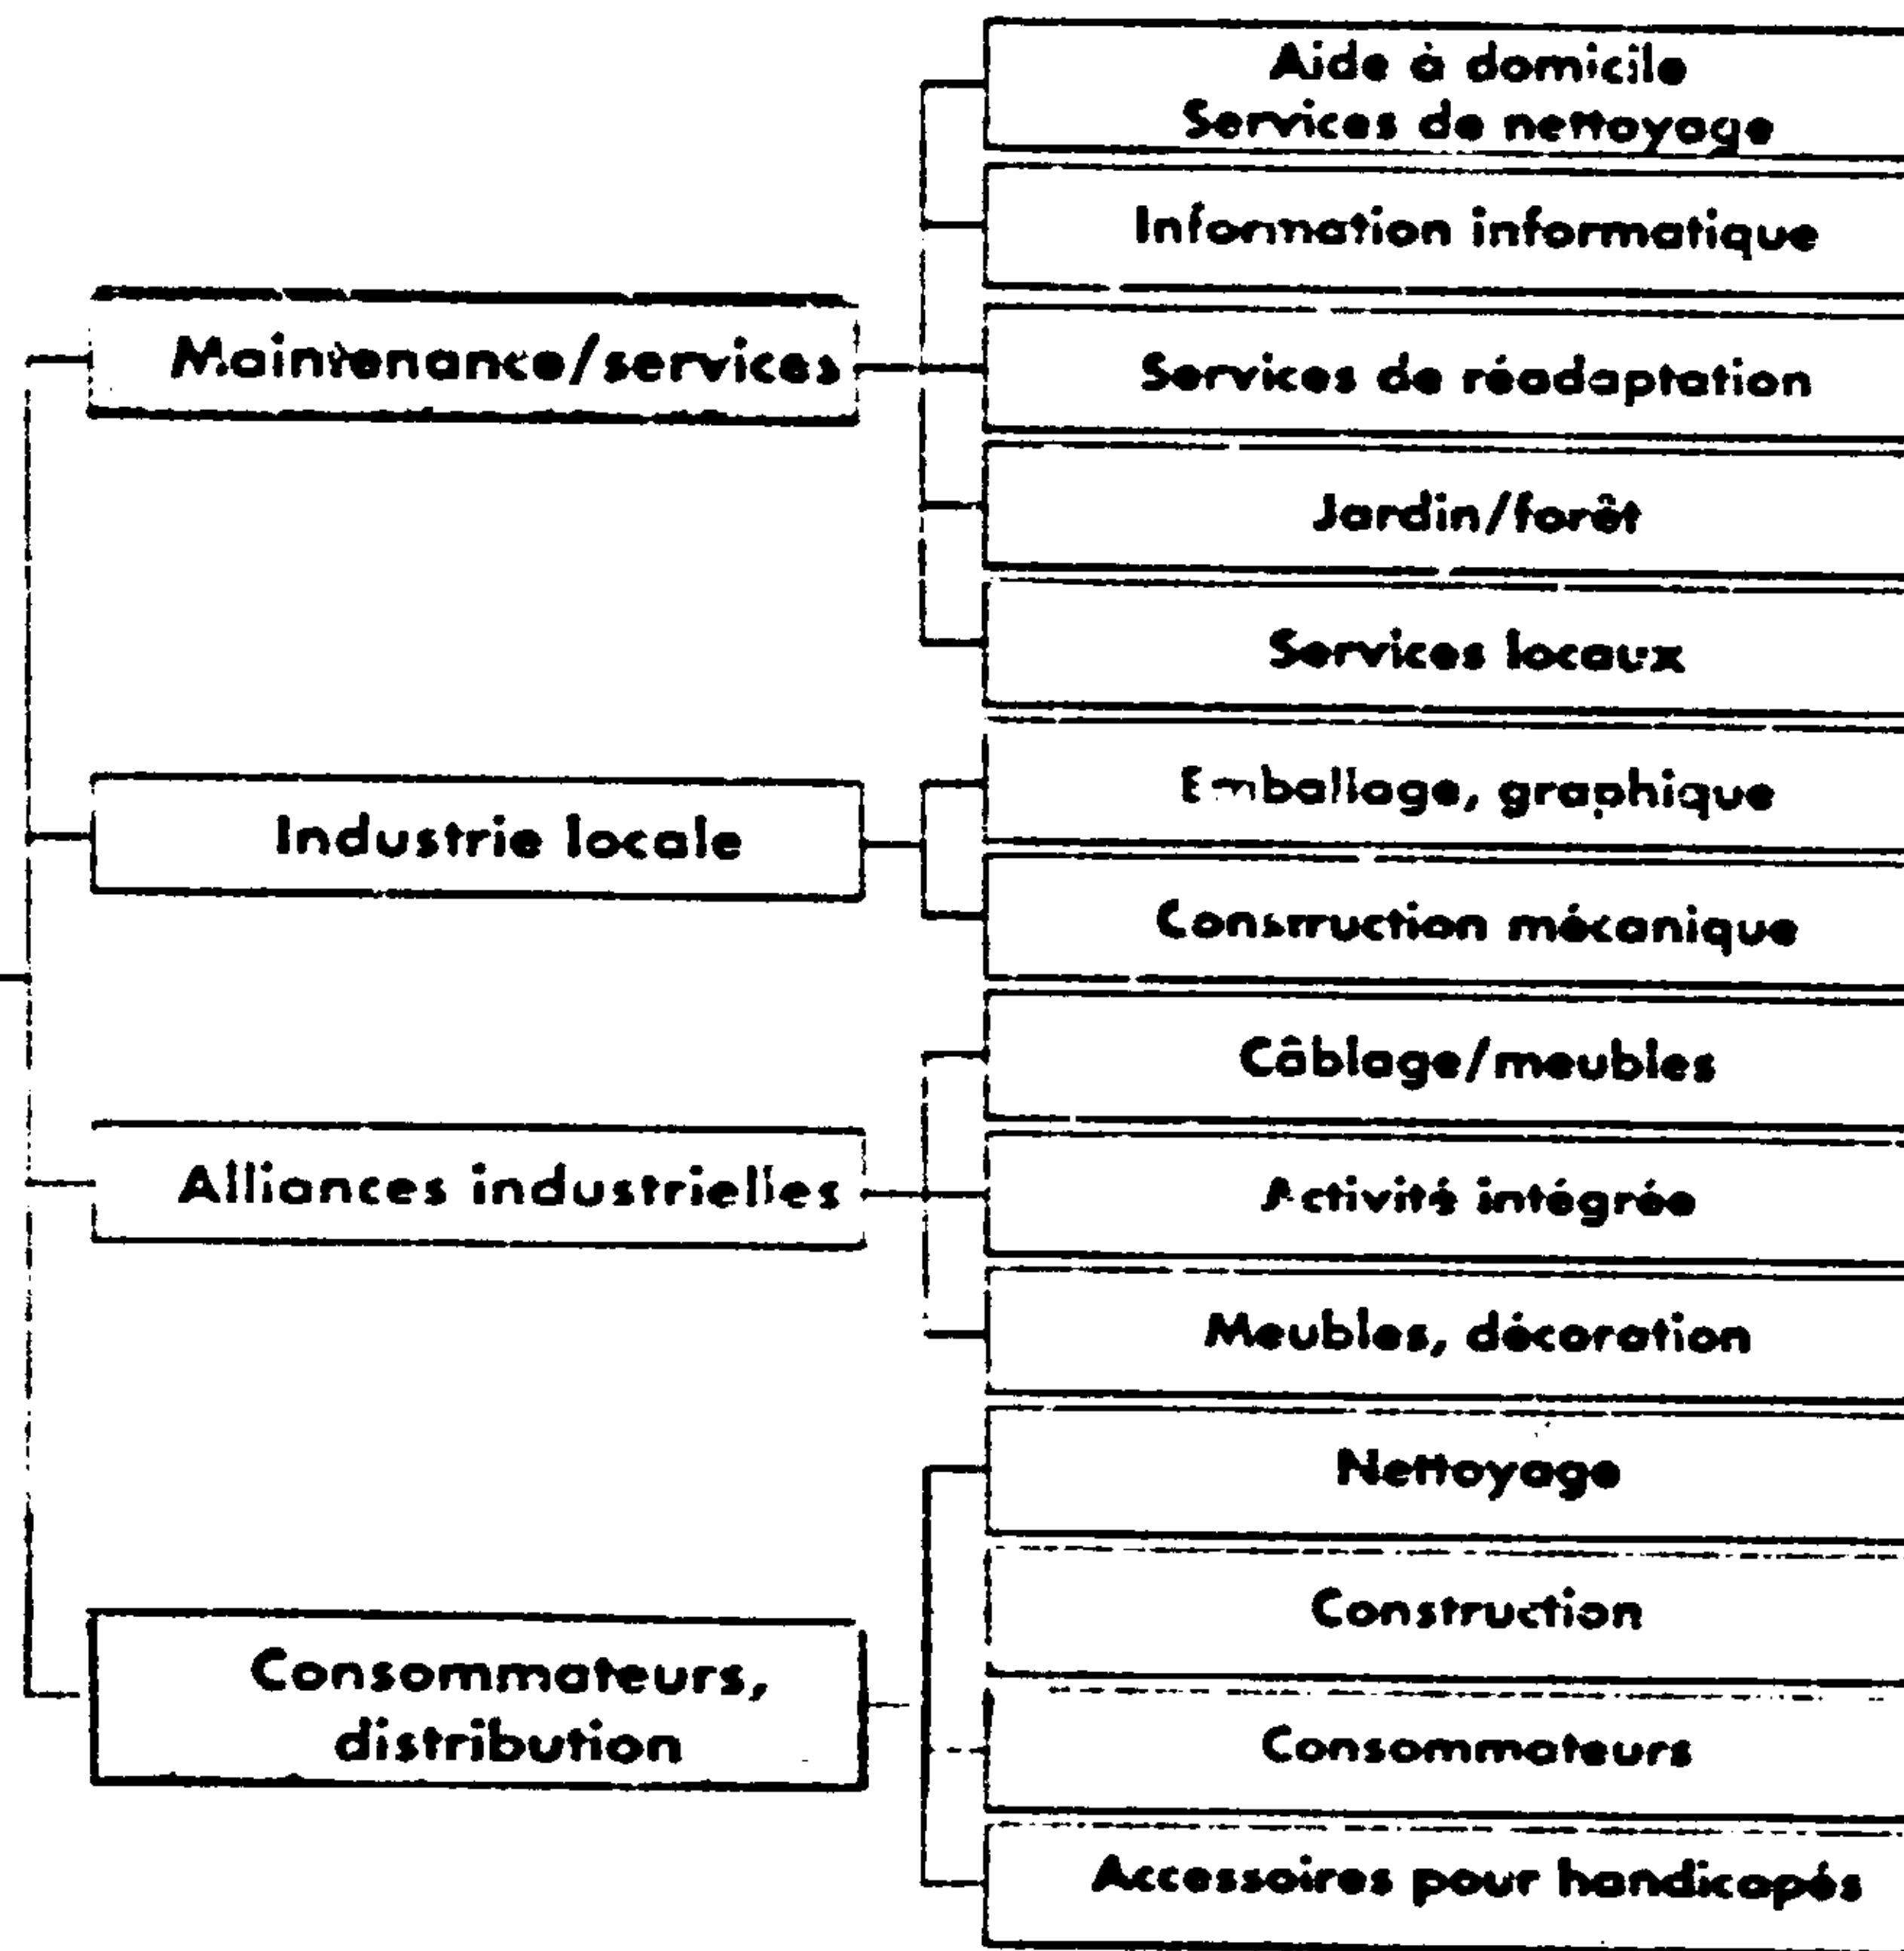 Aide à domicile
Services de nettoyage
Information informatique
Maintenance/services
Services de réadaptation
Jardin/forêt
Services locaux
Emballage, graphique
Industrie locale
Construction mécanique
Câblage/meubles
Alliances industrielles
Activité intégrée
Meubles, décoration
Nettoyage
Construction
Consommateurs,
distribution
Consommateurs
Accessoires pour handicapés